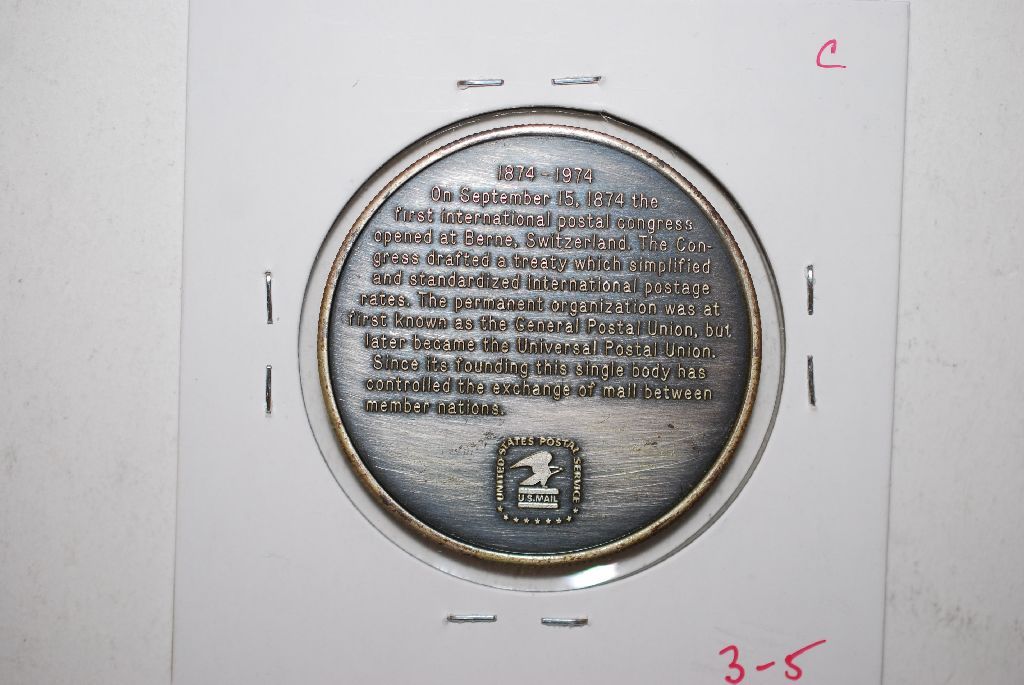 C
1874 - 1974
On September 15, 1874 the
first international postal congress
opened at Berne, Switzerland. The Con-
gress drafted a treaty which simplified
and standardized international postage
rates. The permanent organization was at
first known as the General Postal Union, but
later became the Universal Postal Union.
Since its founding this single body has
controlled the exchange of mail between
member nations.
UNITED STATES POSTAL SERVICE
U.S. MAIL
3-5